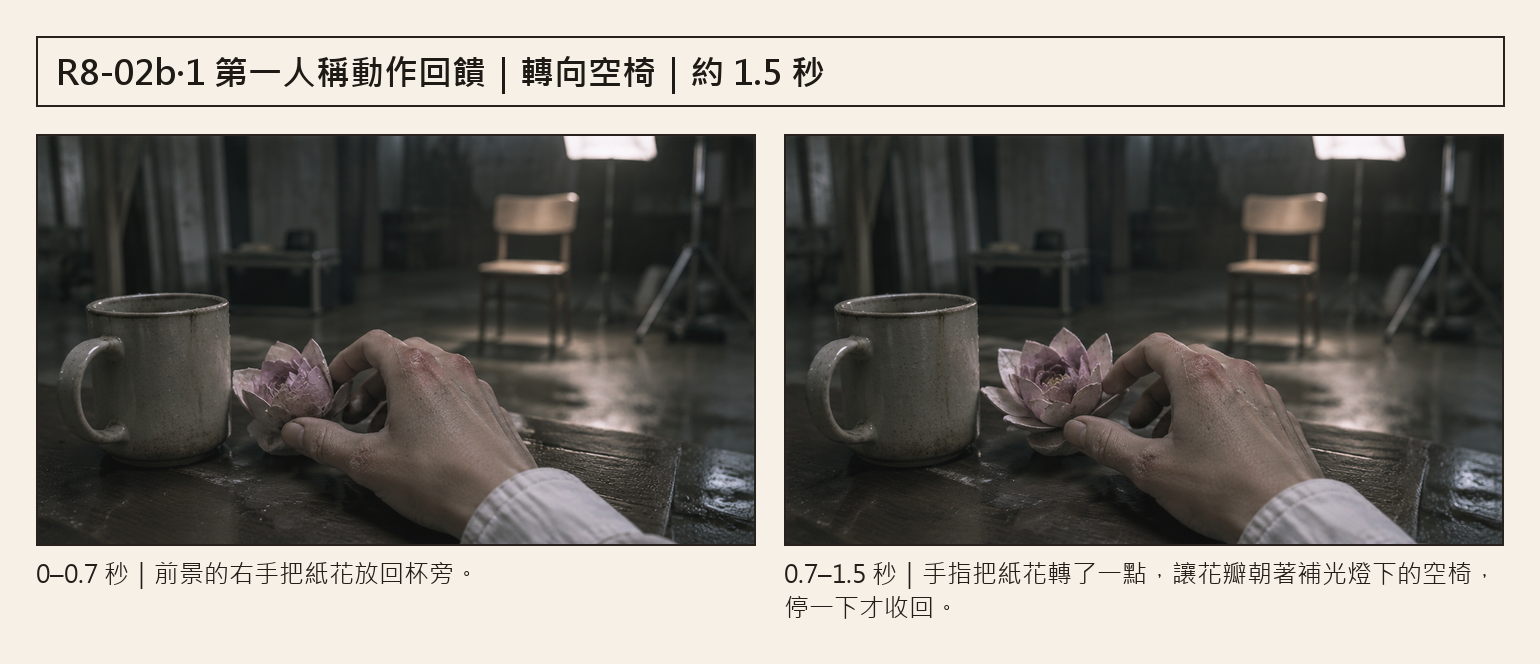 R8-02b·1 第一人稱動作回饋｜轉向空椅｜約 1.5 秒
0–0.7 秒｜前景的右手把紙花放回杯旁。
0.7–1.5 秒｜手指把紙花轉了一點，讓花瓣朝著補光燈下的空椅，
停一下才收回。